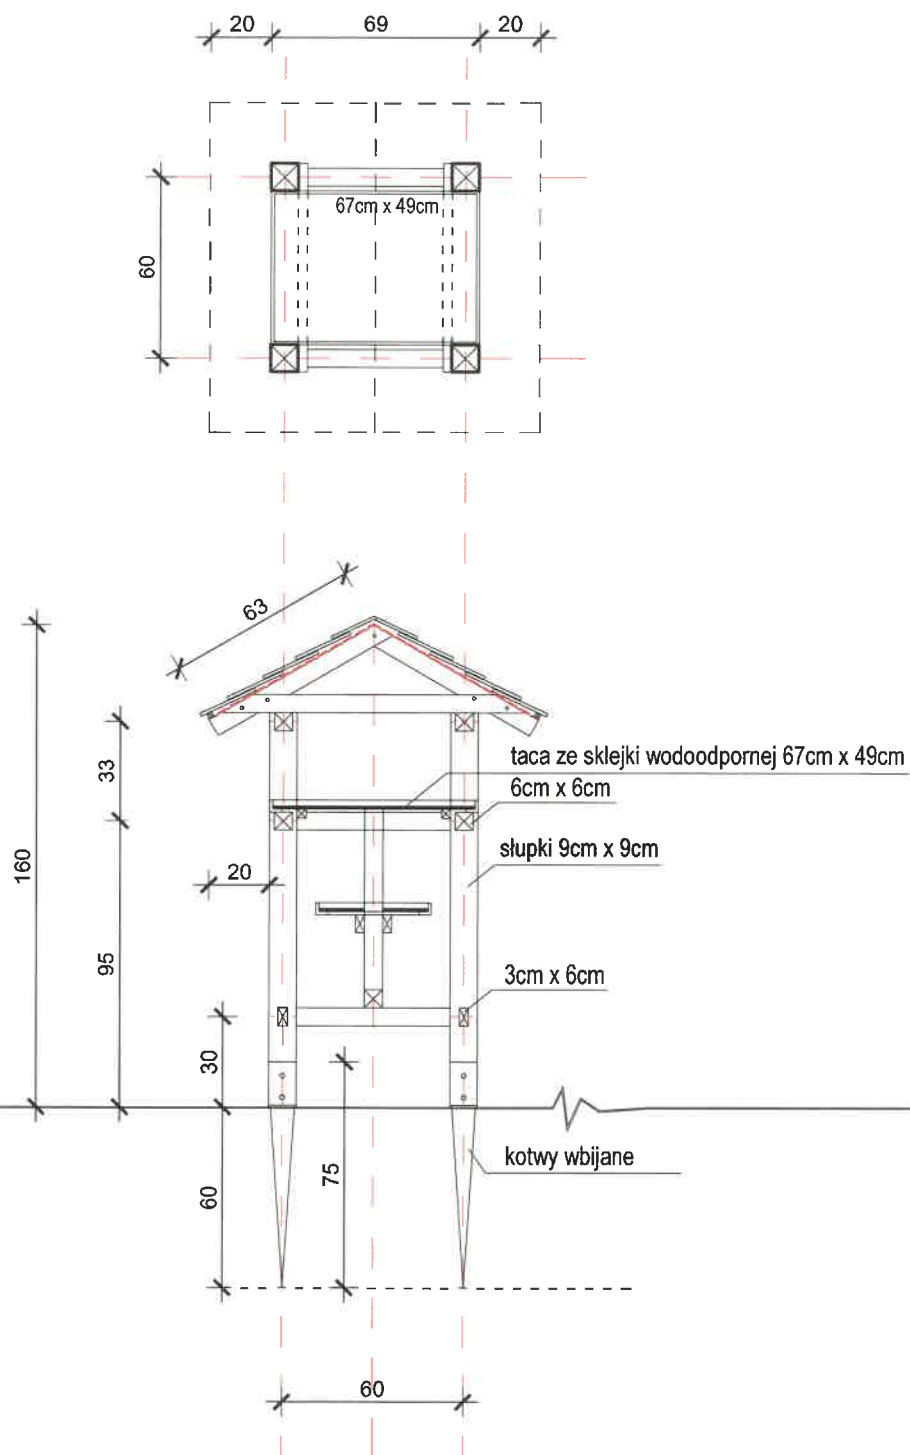 20 69 20
67cm x 49cm
60
63
33
taca ze sklejki wodoodpornej 67cm x 49cm
6cm x 6cm
słupki 9cm x 9cm
160
20
95
3cm x 6cm
30
kotwy wbijane
75
60
60